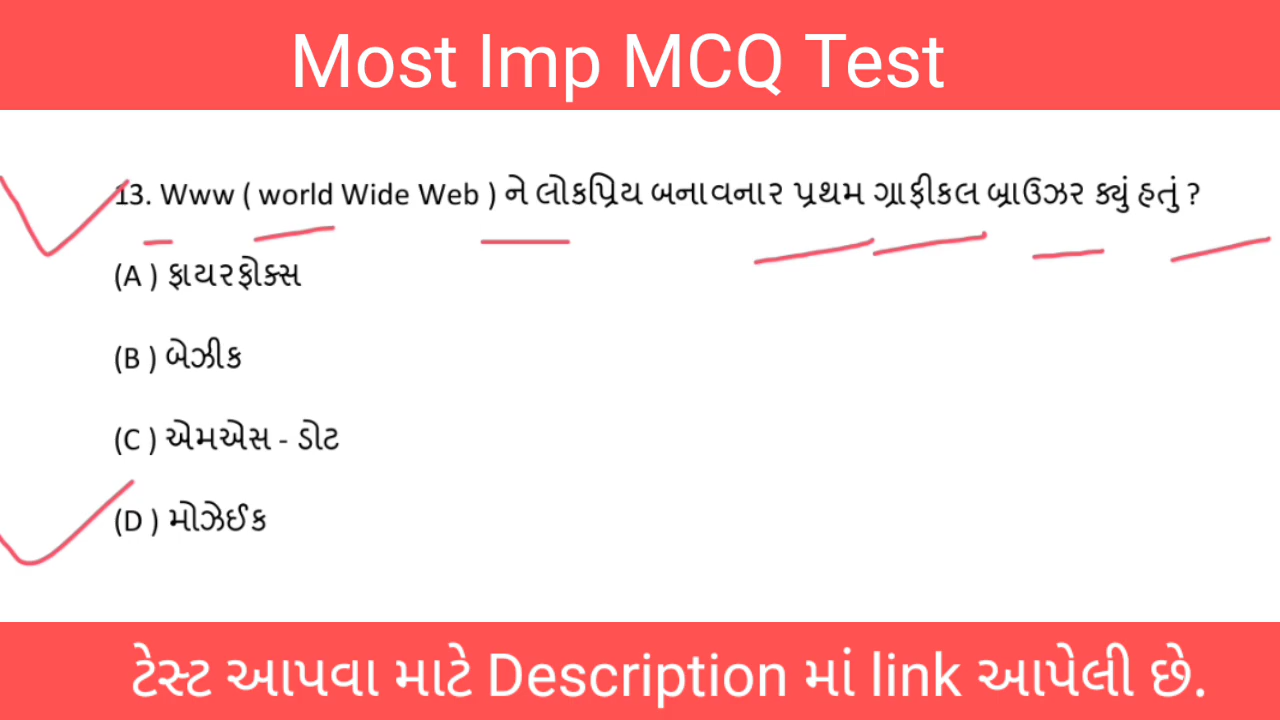 Most Imp MCQ Test
13. Www ( world Wide Web ) ને લોકપ્રિય બનાવનાર પ્રથમ ગ્રાફીકલ બ્રાઉઝર ક્યું હતું ?
(A ) ફાયરફોક્સ
(B ) બેઝીક
(C ) એમએસ - ડોટ
(D ) મોઝેઈક
ટેસ્ટ આપવા માટે Description માં link આપેલી છે.